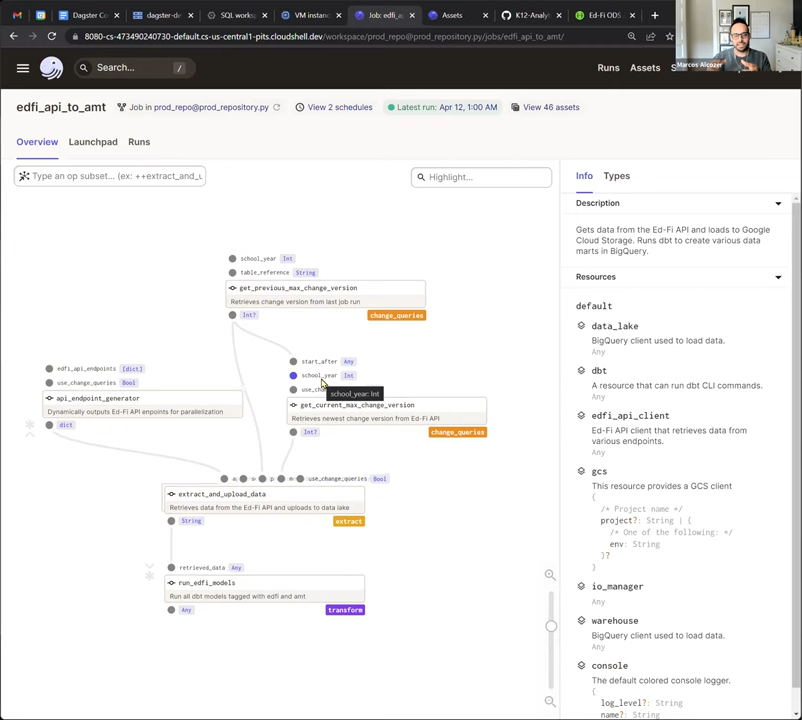 Dagster C
dagster-de
SQL works
VM instanc
Job: edfi_a
Assets
K12-Analy
Ed-Fi ODS
8080-cs-473490240730-default.cs-us-central1-pits.cloudshell.dev/workspace/prod_repo@prod_repository.py/jobs/edfi_api_to_amt/
Marcos Alcozer
Search...
/
Runs
Assets
S
edfi_api_to_amt
Job in prod_repo@prod_repository.py
View 2 schedules
Latest run: Apr 12, 1:00 AM
View 46 assets
Overview
Launchpad
Runs
Type an op subset... (ex: ++extract_and_u
Highlight...
Info
Types
Description
Gets data from the Ed-Fi API and loads to Google
Cloud Storage. Runs dbt to create various data
marts in BigQuery.
Resources
default
data_lake
BigQuery client used to load data.
Any
dbt
A resource that can run dbt CLI commands.
Any
edfi_api_client
Ed-Fi API client that retrieves data from
various endpoints.
Any
gcs
This resource provides a GCS client
{
/* Project name */
project?: String | {
/* One of the following: */
env: String
}?
}
io_manager
Any
warehouse
BigQuery client used to load data.
Any
console
The default colored console logger.
{
log_level?: String
name?: String
school_year Int
table_reference String
get_previous_max_change_version
Retrieves change version from last job run
Int?
change_queries
start_after Any
school_year Int
use_ch
school_year: Int
get_current_max_change_version
Retrieves newest change version from Ed-Fi API
Int?
change_queries
edfi_api_endpoints [dict]
use_change_queries Bool
api_endpoint_generator
Dynamically outputs Ed-Fi API enpoints for parallelization
dict
use_change_queries Bool
extract_and_upload_data
Retrieves data from the Ed-Fi API and uploads to data lake
String
extract
retrieved_data Any
run_edfi_models
Run all dbt models tagged with edfi and amt
Any
transform